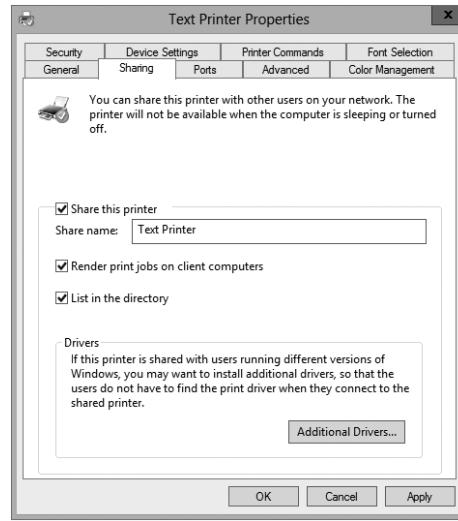 Text Printer Properties
x
Security Device Settings Printer Commands Font Selection
General Sharing Ports Advanced Color Management
You can share this printer with other users on your network. The
printer will not be available when the computer is sleeping or turned
off.
Share this printer
Share name: Text Printer
Render print jobs on client computers
List in the directory
Drivers
If this printer is shared with users running different versions of
Windows, you may want to install additional drivers, so that the
users do not have to find the print driver when they connect to the
shared printer.
Additional Drivers...
OK Cancel Apply